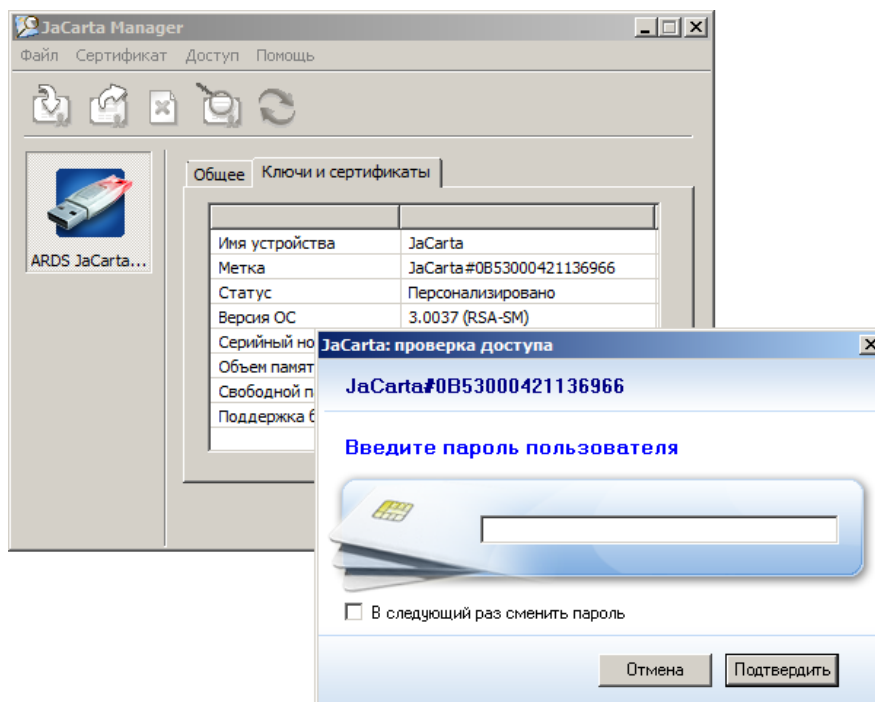 JaCarta Manager
Файл Сертификат Доступ Помощь
ARDS JaCarta...
Общее Ключи и сертификаты
Имя устройства JaCarta
Метка JaCarta#0B53000421136966
Статус Персонализировано
Версия ОС 3.0037 (RSA-SM)
Серийный но
Объем памят
Свободной п
Поддержка б
JaCarta: проверка доступа
JaCarta#0B53000421136966
Введите пароль пользователя
В следующий раз сменить пароль
Отмена Подтвердить